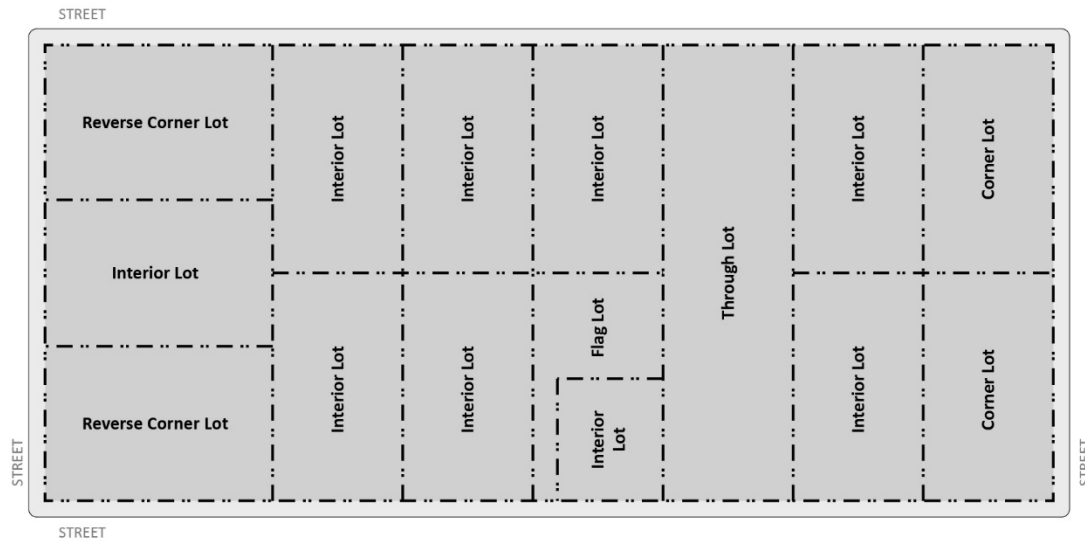 STREET
Reverse Corner Lot
Interior Lot
Interior Lot
Interior Lot
Interior Lot
Corner Lot
Interior Lot
Through Lot
Flag Lot
Interior Lot
Interior Lot
Interior
Lot
Interior Lot
Corner Lot
Reverse Corner Lot
STREET
STREET
STREET